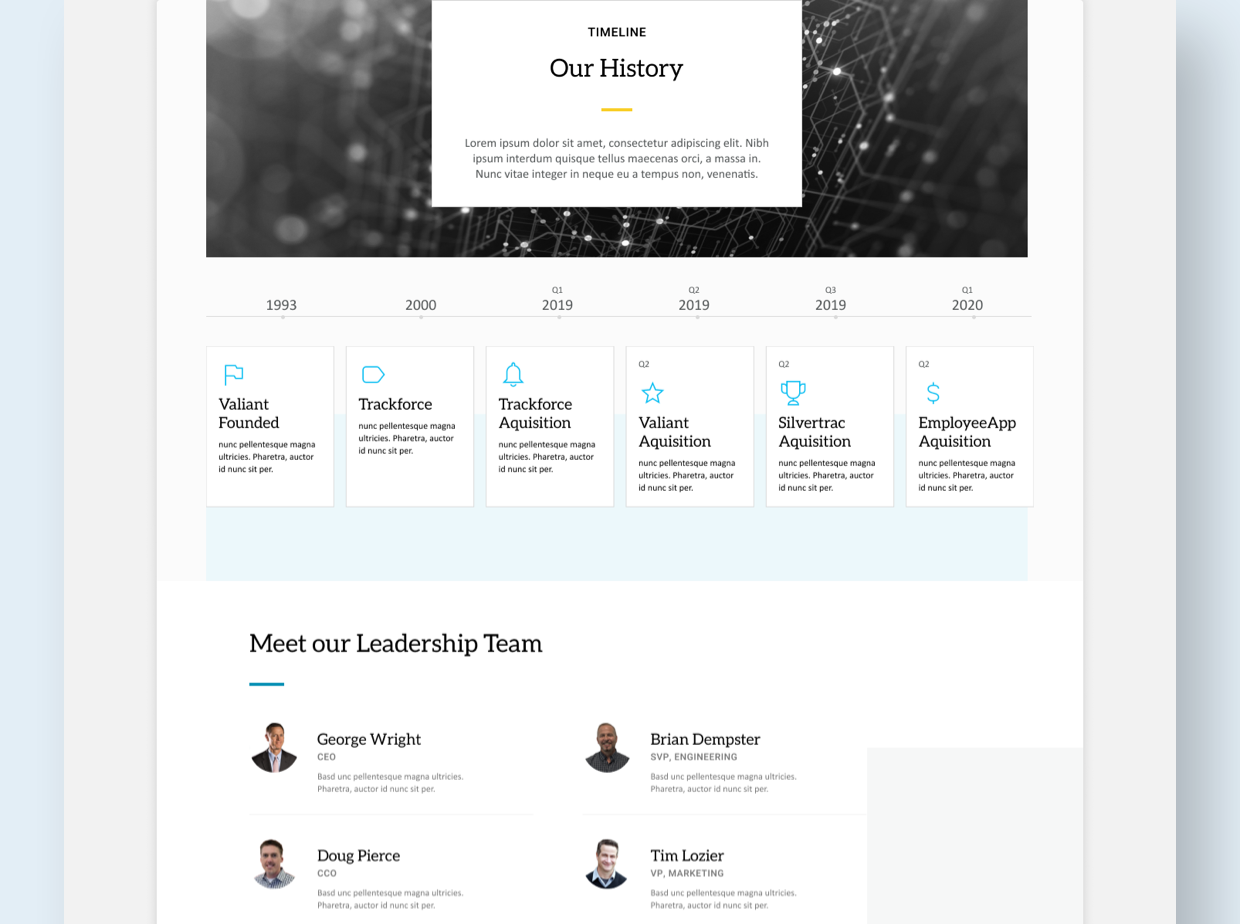 TIMELINE
Our History
Lorem ipsum dolor sit amet, consectetur adipiscing elit. Nibh
ipsum interdum quisque tellus maecenas orci, a massa in.
Nunc vitae integer in neque eu a tempus non, venenatis.
1993
2000
Q1
2019
Q2
2019
Q3
2019
Q1
2020
Valiant
Founded
nunc pellentesque magna
ultricies. Pharetra, auctor
id nunc sit per.
Trackforce
nunc pellentesque magna
ultricies. Pharetra, auctor
id nunc sit per.
Trackforce
Aquisition
nunc pellentesque magna
ultricies. Pharetra, auctor
id nunc sit per.
Q2
Valiant
Aquisition
nunc pellentesque magna
ultricies. Pharetra, auctor
id nunc sit per.
Q2
Silvertrac
Aquisition
nunc pellentesque magna
ultricies. Pharetra, auctor
id nunc sit per.
Q2
EmployeeApp
Aquisition
nunc pellentesque magna
ultricies. Pharetra, auctor
id nunc sit per.
Meet our Leadership Team
George Wright
CEO
Basd unc pellentesque magna ultricies.
Pharetra, auctor id nunc sit per.
Brian Dempster
SVP, ENGINEERING
Basd unc pellentesque magna ultricies.
Pharetra, auctor id nunc sit per.
Doug Pierce
CCO
Basd unc pellentesque magna ultricies.
Pharetra, auctor id nunc sit per.
Tim Lozier
VP, MARKETING
Basd unc pellentesque magna ultricies.
Pharetra, auctor id nunc sit per.